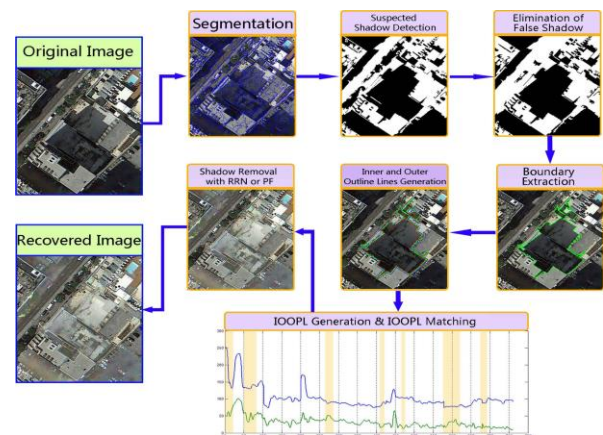 Original Image
Segmentation
Suspected
Shadow Detection
Elimination of
False Shadow
Shadow Removal
with RRN or PF
Inner and Outer
Outline Lines Generation
Boundary
Extraction
Recovered Image
IOOPL Generation & IOOPL Matching